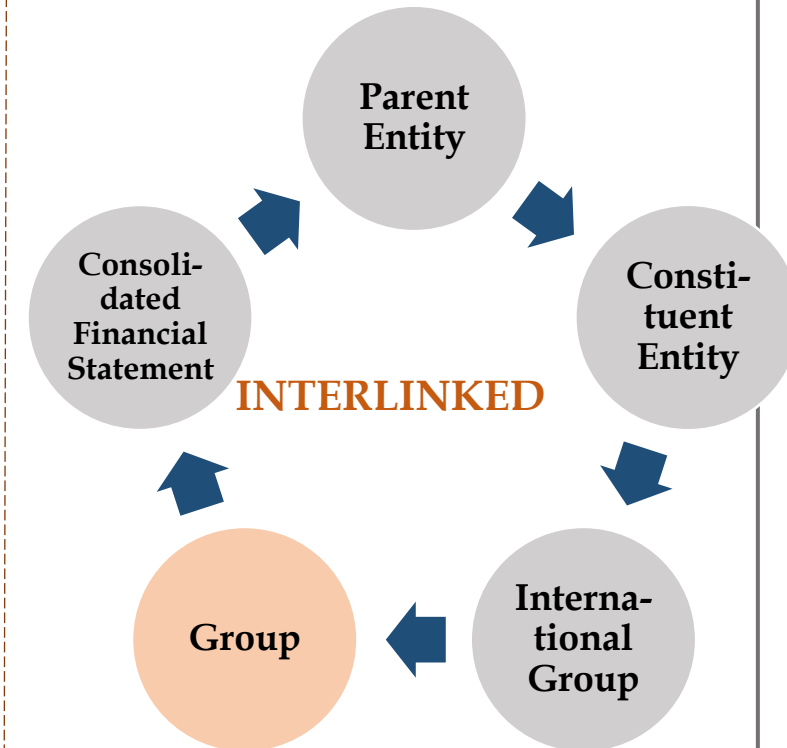 Parent
Entity
Consoli-
dated
Financial
Statement
Consti-
tuent
Entity
INTERLINKED
Group
Interna-
tional
Group